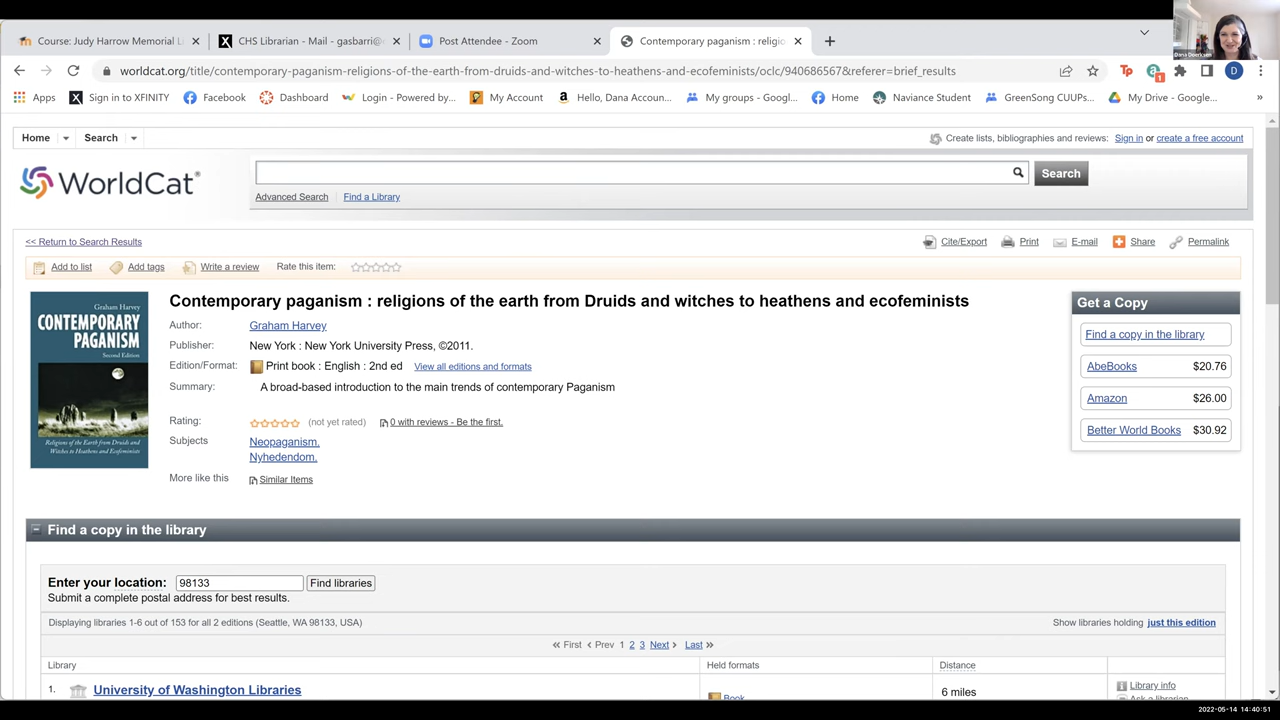 Course: Judy Harrow Memorial L
CHS Librarian - Mail - gasbarri@
Post Attendee - Zo
Contemporary paganism : religio
Dana Doerksen
worldcat.org/title/contemporary-paganism-religions-of-the-earth-from-druids-and-witches-to-heathens-and-ecofeminists/oclc/940886567&referer=brief_results
Apps
Sign in to XFINITY
Facebook
Dashboard
Login - Powered by...
My Account
Hello, Dana Accoun...
My groups - Googl...
Home
Naviance Student
GreenSong CUUPs...
My Drive - Google...
Home Search
Create lists, bibliographies and reviews: Sign in or create a free account
WorldCat
Search
Advanced Search Find a Library
<< Return to Search Results
Cite/Export Print E-mail Share Permalink
Add to list Add tags Write a review Rate this item:
Graham Harvey
CONTEMPORARY
PAGANISM
Second Edition
Religions of the Earth from Druids and
Witches to Heathens and Ecofeminists
Contemporary paganism : religions of the earth from Druids and witches to heathens and ecofeminists
Author: Graham Harvey
Publisher: New York : New York University Press, ©2011.
Edition/Format: Print book : English : 2nd ed View all editions and formats
Summary: A broad-based introduction to the main trends of contemporary Paganism
Rating: (not yet rated) 0 with reviews - Be the first.
Subjects Neopaganism.
Nyhedendom.
More like this Similar Items
Get a Copy
Find a copy in the library
AbeBooks $20.76
Amazon $26.00
Better World Books $30.92
Find a copy in the library
Enter your location: 98133 Find libraries
Submit a complete postal address for best results.
Displaying libraries 1-6 out of 153 for all 2 editions (Seattle, WA 98133, USA)
Show libraries holding just this edition
« First ‹ Prev 1 2 3 Next › Last »
Library Held formats Distance
1. University of Washington Libraries Book 6 miles Library info
Ask a librarian
2022-05-14 14:40:51